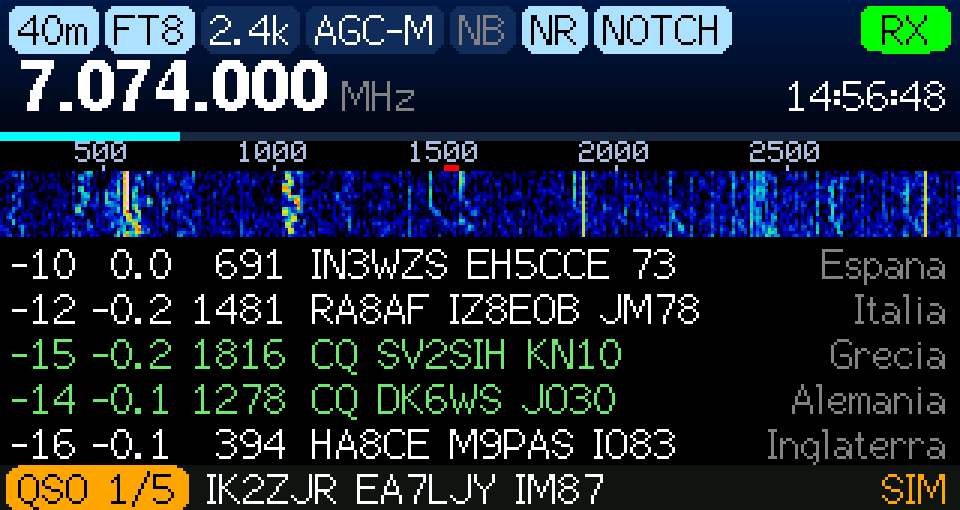 40m FT8 2.4k AGC-M NB NR NOTCH RX
7.074.000 MHz 14:56:48
500 1000 1500 2000 2500
-10 0.0 691 IN3WZS EH5CCE 73 Espana
-12 -0.2 1481 RA8AF IZ8EOB JM78 Italia
-15 -0.2 1816 CQ SV2SIH KN10 Grecia
-14 -0.1 1278 CQ DK6WS JO30 Alemania
-16 -0.1 394 HA8CE M9PAS IO83 Inglaterra
QSO 1/5 IK2ZJR EA7LJY IM87 SIM